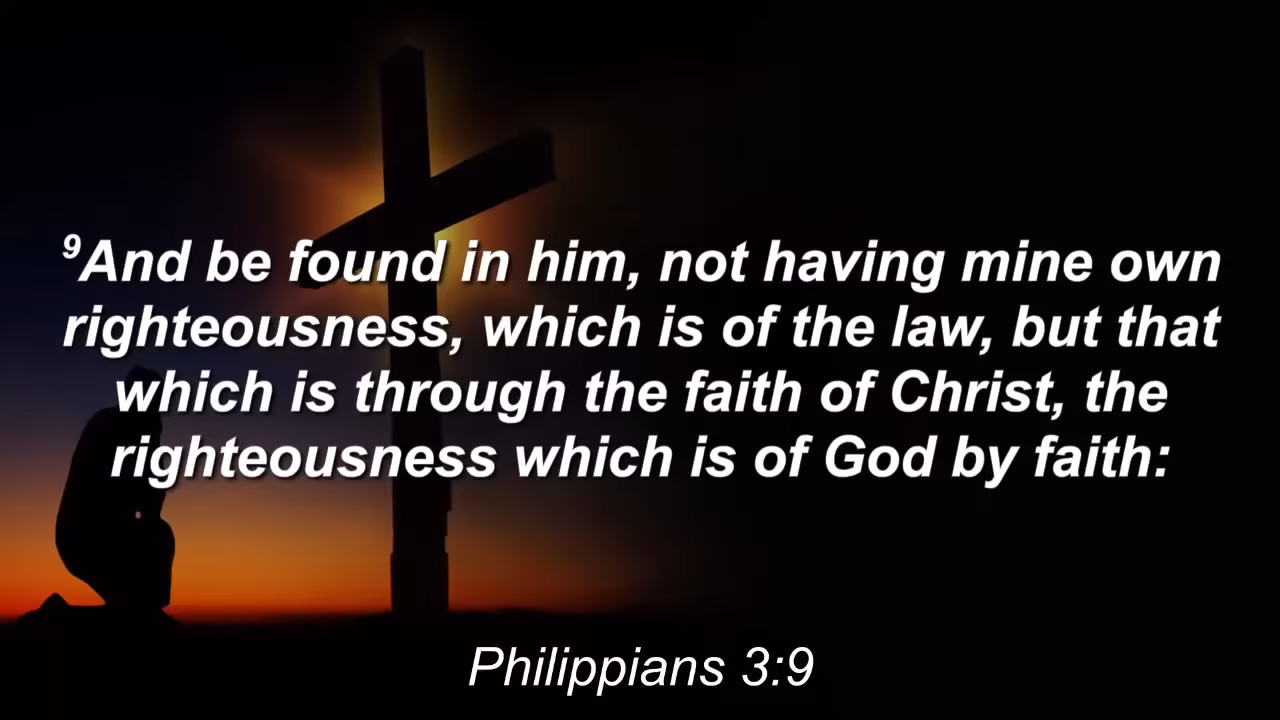 ⁹And be found in him, not having mine own
righteousness, which is of the law, but that
which is through the faith of Christ, the
righteousness which is of God by faith:
Philippians 3:9